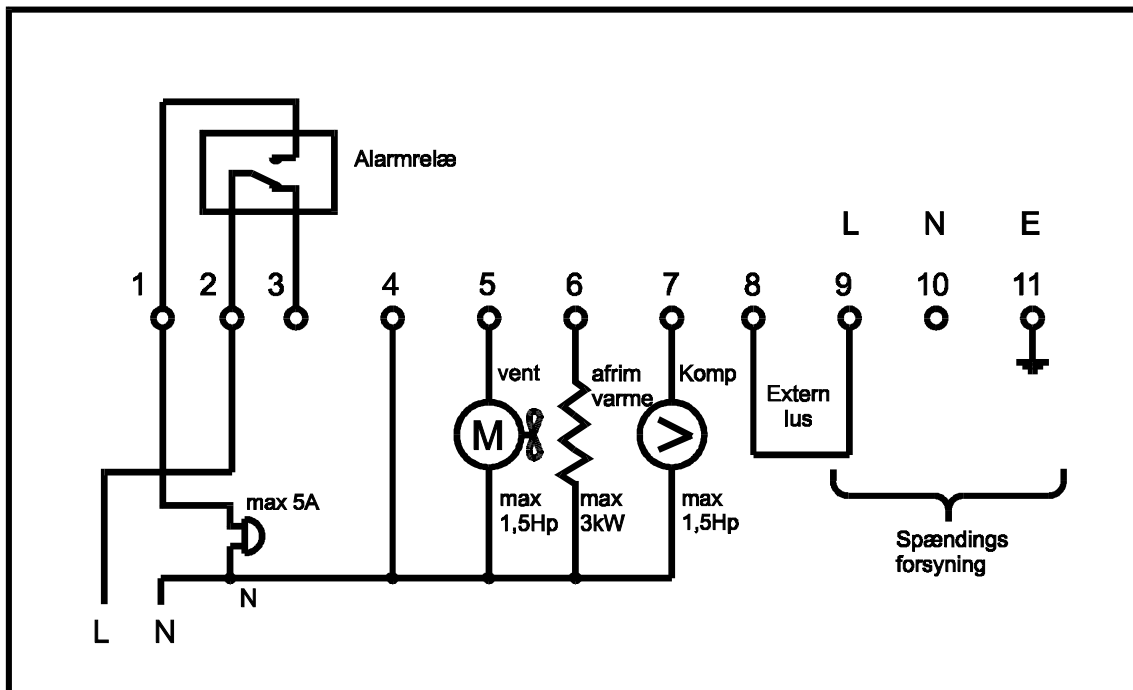 Alarmrelæ
L N E
1 2 3 4 5 6 7 8 9 10 11
vent
afrim
varme
Komp
Extern
lus
M
max 5A
max
1,5Hp
max
3kW
max
1,5Hp
Spændings
forsyning
N
L N